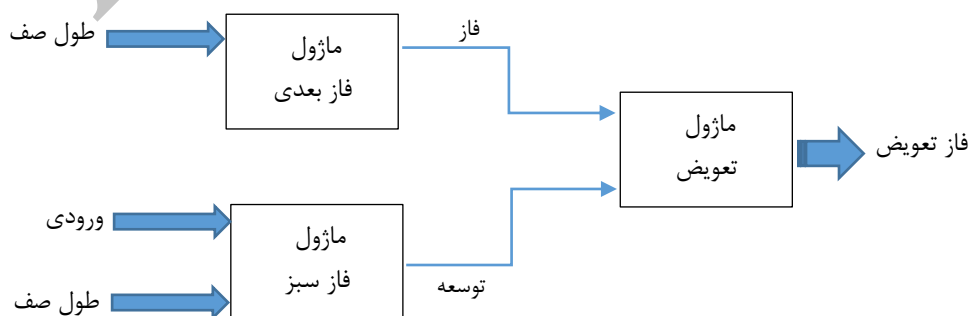 طول صف
ماژول
فاز بعدی
فاز
ماژول
تعویض
فاز تعویض
ورودی
طول صف
ماژول
فاز سبز
توسعه